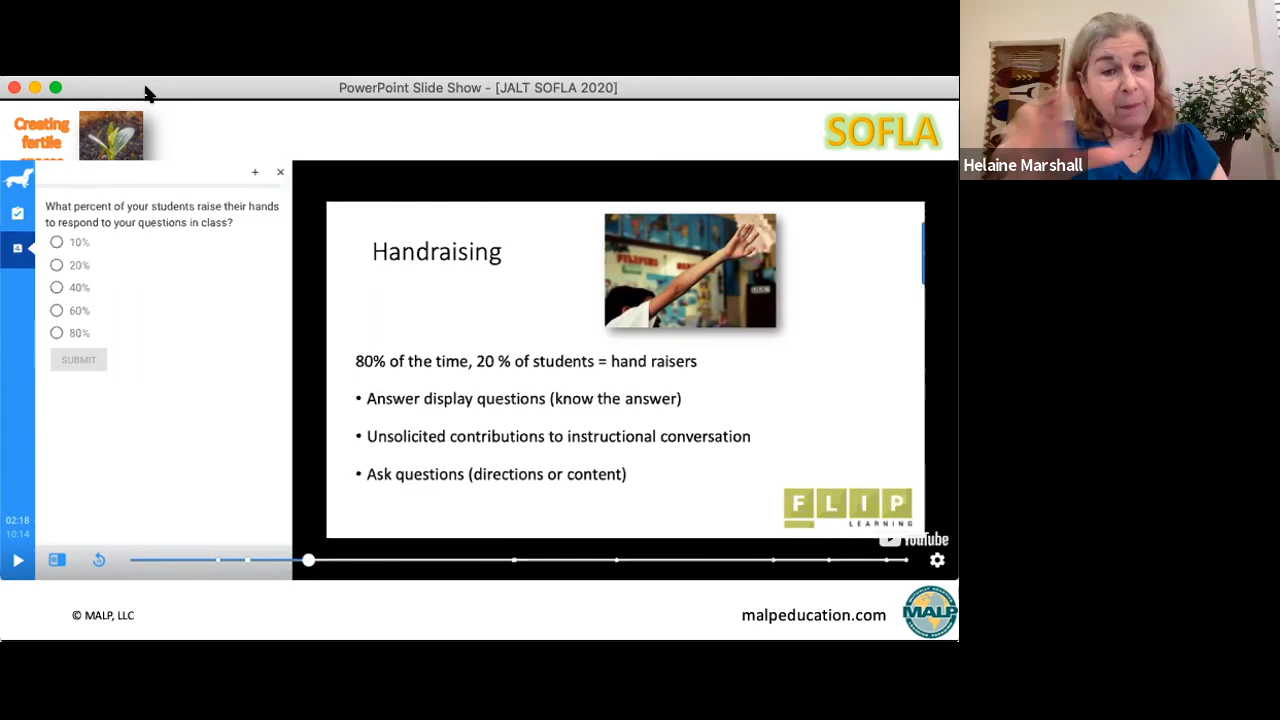 PowerPoint Slide Show - [JALT SOFLA 2020]
Creating
fertile
SOFLA
What percent of your students raise their hands
to respond to your questions in class?
10%
20%
40%
60%
80%
SUBMIT
02:18
10:14
Handraising
80% of the time, 20 % of students = hand raisers
• Answer display questions (know the answer)
• Unsolicited contributions to instructional conversation
• Ask questions (directions or content)
FLIP
LEARNING
YouTube
© MALP, LLC
malpeducation.com
MALP
Helaine Marshall